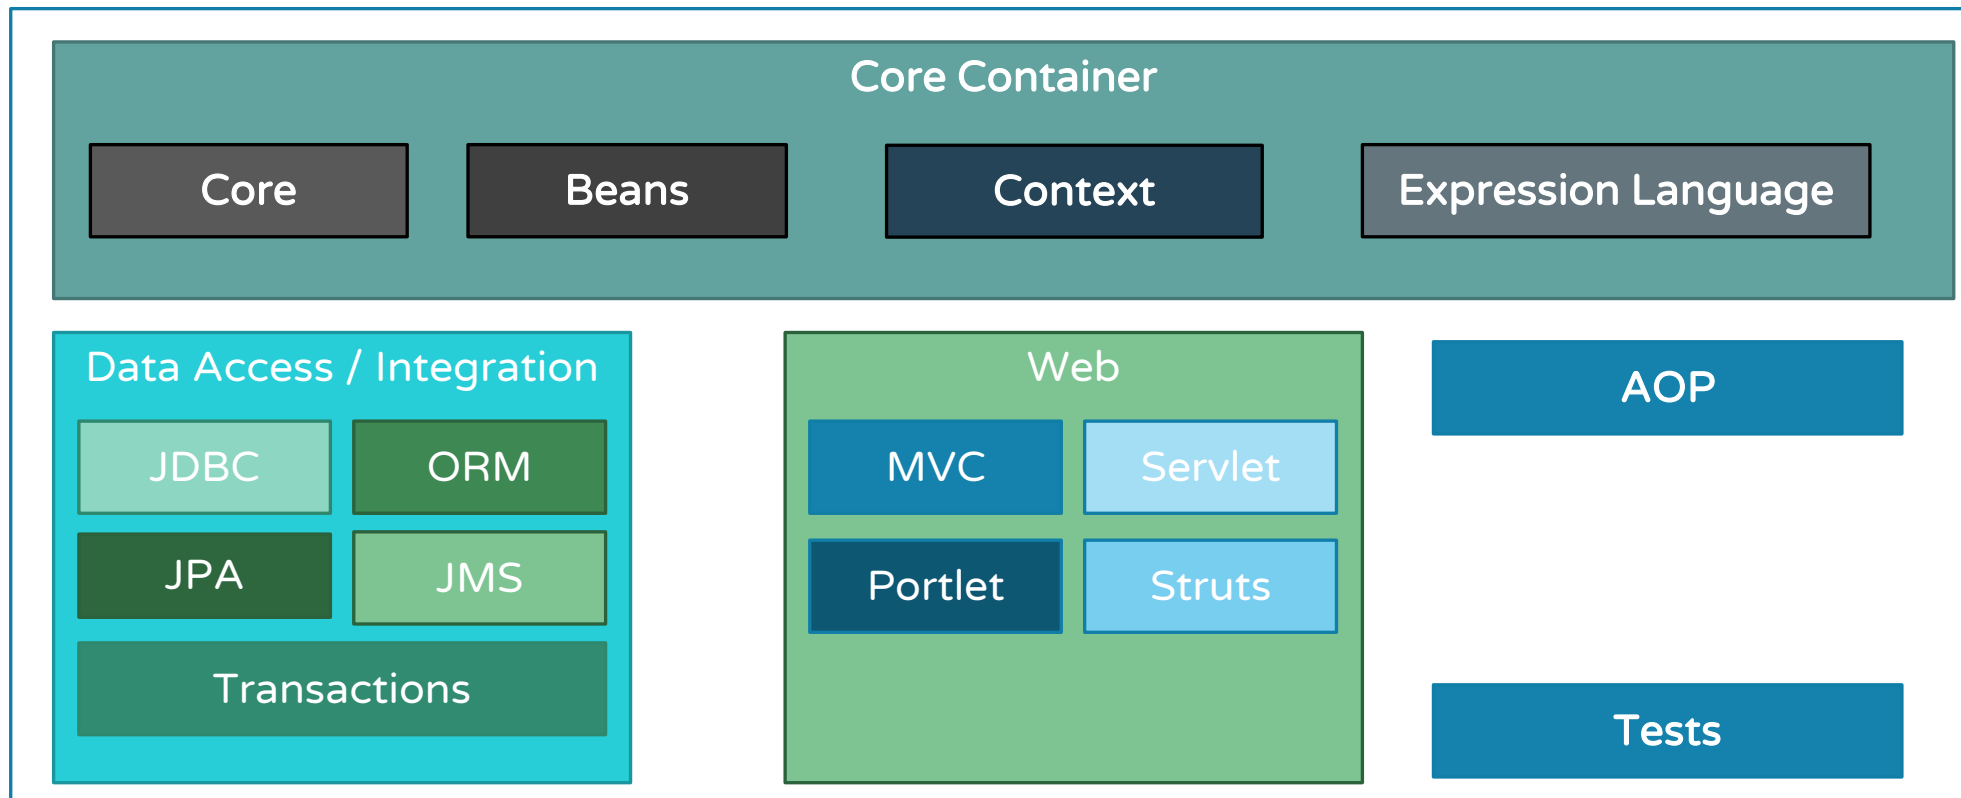 Core Container
Core
Beans
Context
Expression Language
Data Access / Integration
JDBC
ORM
JPA
JMS
Transactions
Web
MVC
Servlet
Portlet
Struts
AOP
Tests